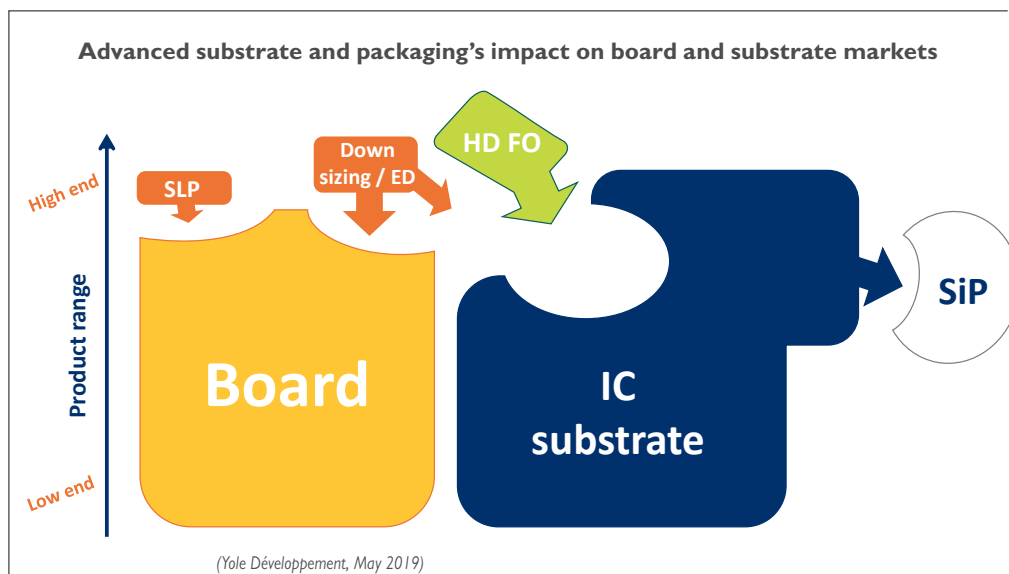 Advanced substrate and packaging's impact on board and substrate markets
High end
Product range
Low end
SLP
Down
sizing / ED
HD FO
Board
IC
substrate
SiP
(Yole Développement, May 2019)